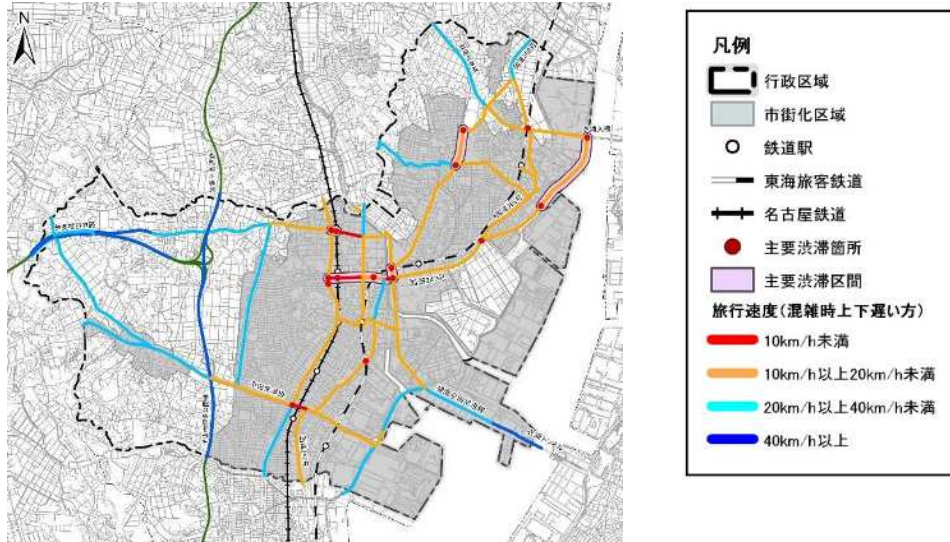 N
凡例
行政区域
市街化区域
鉄道駅
東海旅客鉄道
名古屋鉄道
主要渋滞箇所
主要渋滞区間
旅行速度(混雑時上下遅い方)
10km/h未満
10km/h以上20km/h未満
20km/h以上40km/h未満
40km/h以上